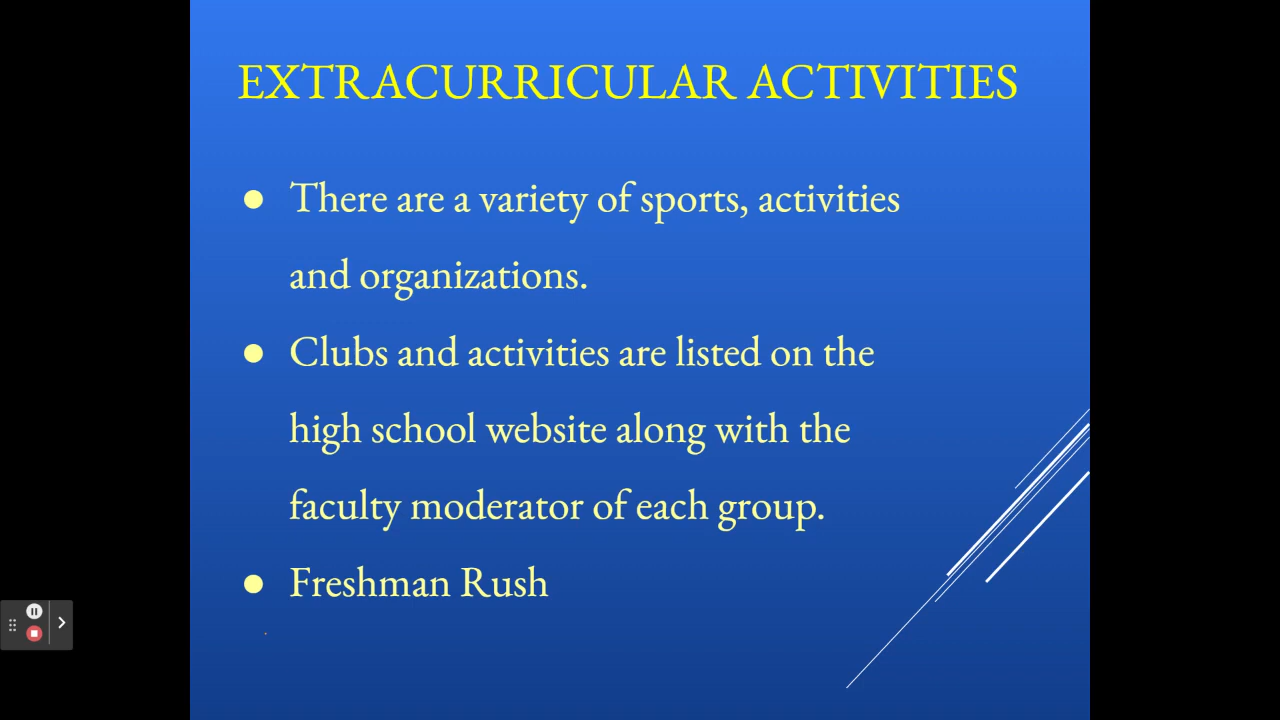 EXTRACURRICULAR ACTIVITIES
● There are a variety of sports, activities
and organizations.
● Clubs and activities are listed on the
high school website along with the
faculty moderator of each group.
● Freshman Rush